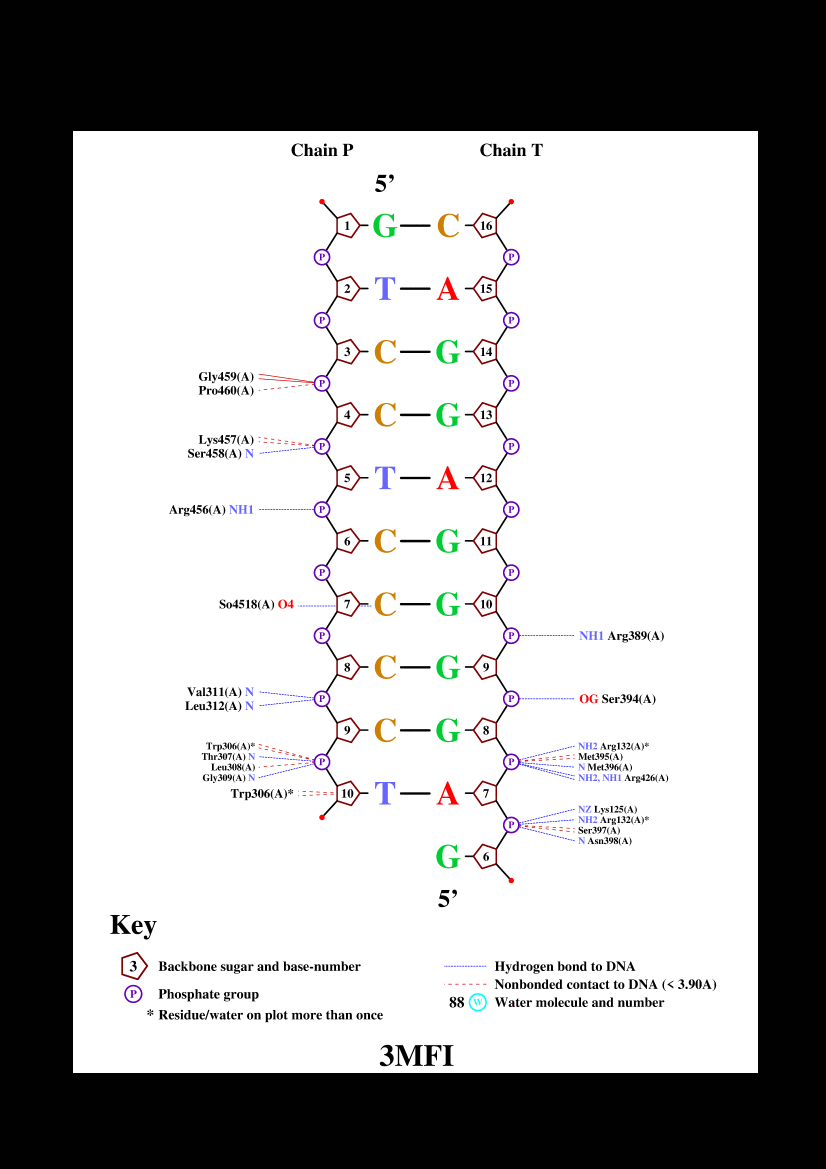 Chain P Chain T
5’
1 G C 16
P P
2 T A 15
P P
3 C G 14
Gly459(A)
P P
Pro460(A)
4 C G 13
Lys457(A)
P P
Ser458(A) N
5 T A 12
Arg456(A) NH1 P P
6 C G 11
P P
So4518(A) O4 7 C G 10
P P NH1 Arg389(A)
8 C G 9
Val311(A) N
P P OG Ser394(A)
Leu312(A) N
9 C G 8
Trp306(A)* NH2 Arg132(A)*
Thr307(A) N Met395(A)
P P
Leu308(A) N Met396(A)
Gly309(A) N NH2, NH1 Arg426(A)
Trp306(A)* 10 T A 7
NZ Lys125(A)
NH2 Arg132(A)*
P
Ser397(A)
N Asn398(A)
G 6
5’
Key
3 Backbone sugar and base-number
P Phosphate group
* Residue/water on plot more than once
Hydrogen bond to DNA
Nonbonded contact to DNA (< 3.90A)
88 W Water molecule and number
3MFI